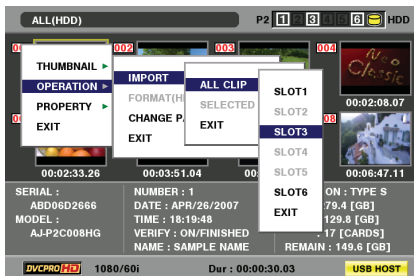 ALL(HDD) P2 1 3 6 HDD
002 003 004
THUMBNAIL
OPERATION
PROPERTY
EXIT
IMPORT
FORMAT(H
CHANGE P
EXIT
ALL CLIP
SELECTED
EXIT
SLOT1
SLOT2
SLOT3
SLOT4
SLOT5
SLOT6
EXIT
Neo Classic
00:02:08.07
08
00:02:33.26 00:03:51.04 00: 00:06:47.11
SERIAL :
ABD06D2666
MODEL :
AJ-P2C008HG
NUMBER : 1
DATE : APR/26/2007
TIME : 18:19:48
VERIFY : ON/FINISHED
NAME : SAMPLE NAME
ON : TYPE S
79.4 [GB]
129.8 [GB]
17 [CARDS]
REMAIN : 149.6 [GB]
DVCPRO HD 1080/60i Dur : 00:00:30.03 USB HOST